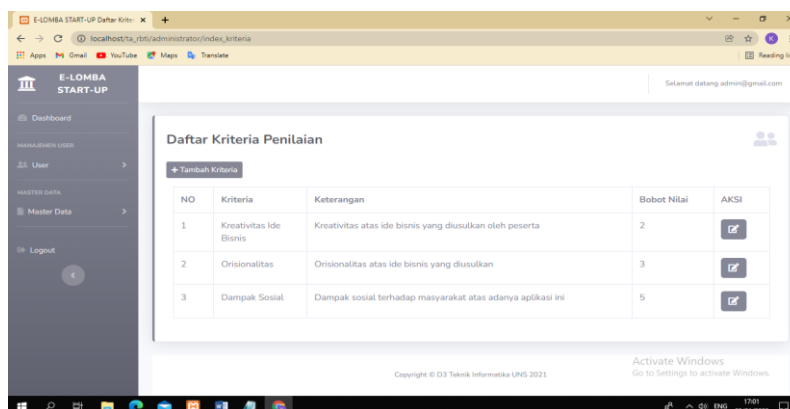 E-LOMBA START-UP Daftar Krite
localhost/ta_rbti/administrator/index_kriteria
Apps Gmail YouTube Maps Translate Reading li
E-LOMBA
START-UP
Selamat datang admin@gmail.com
Dashboard
MANAJEMEN USER
User
MASTER DATA
Master Data
Logout
Daftar Kriteria Penilaian
+ Tambah Kriteria
NO Kriteria Keterangan Bobot Nilai AKSI
1 Kreativitas Ide Bisnis Kreativitas atas ide bisnis yang diusulkan oleh peserta 2
2 Orisionalitas Orisionalitas atas ide bisnis yang diusulkan 3
3 Dampak Sosial Dampak sosial terhadap masyarakat atas adanya aplikasi ini 5
Copyright © D3 Teknik Informatika UNS 2021
Activate Windows
Go to Settings to activate Windows.
ENG 17:01